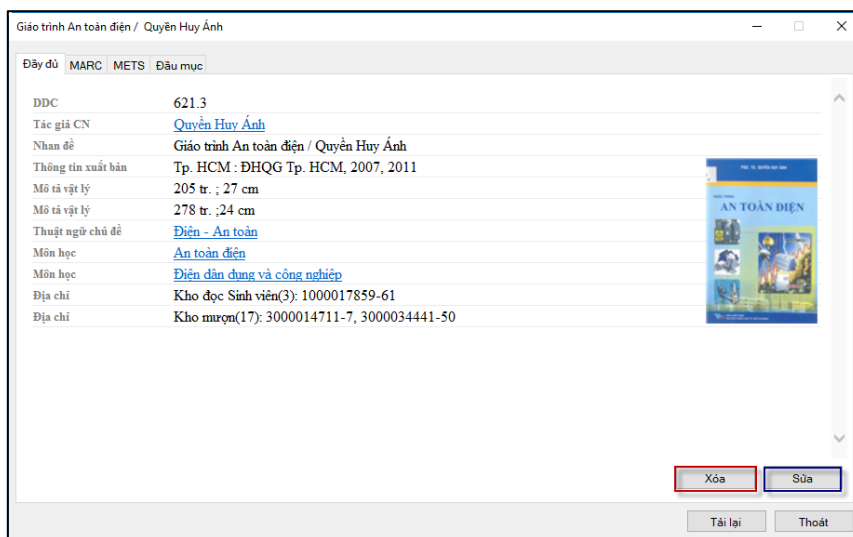 Giáo trình An toàn điện / Quyền Huy Ánh
Đầy đủ MARC METS Đầu mục
DDC 621.3
Tác giả CN Quyền Huy Ánh
Nhan đề Giáo trình An toàn điện / Quyền Huy Ánh
Thông tin xuất bản Tp. HCM : ĐHQG Tp. HCM, 2007, 2011
Mô tả vật lý 205 tr. ; 27 cm
Mô tả vật lý 278 tr. ;24 cm
Thuật ngữ chủ đề Điện - An toàn
Môn học An toàn điện
Môn học Điện dân dụng và công nghiệp
Địa chỉ Kho đọc Sinh viên(3): 1000017859-61
Địa chỉ Kho mượn(17): 3000014711-7, 3000034441-50
AN TOÀN ĐIỆN
Xóa Sửa
Tải lại Thoát